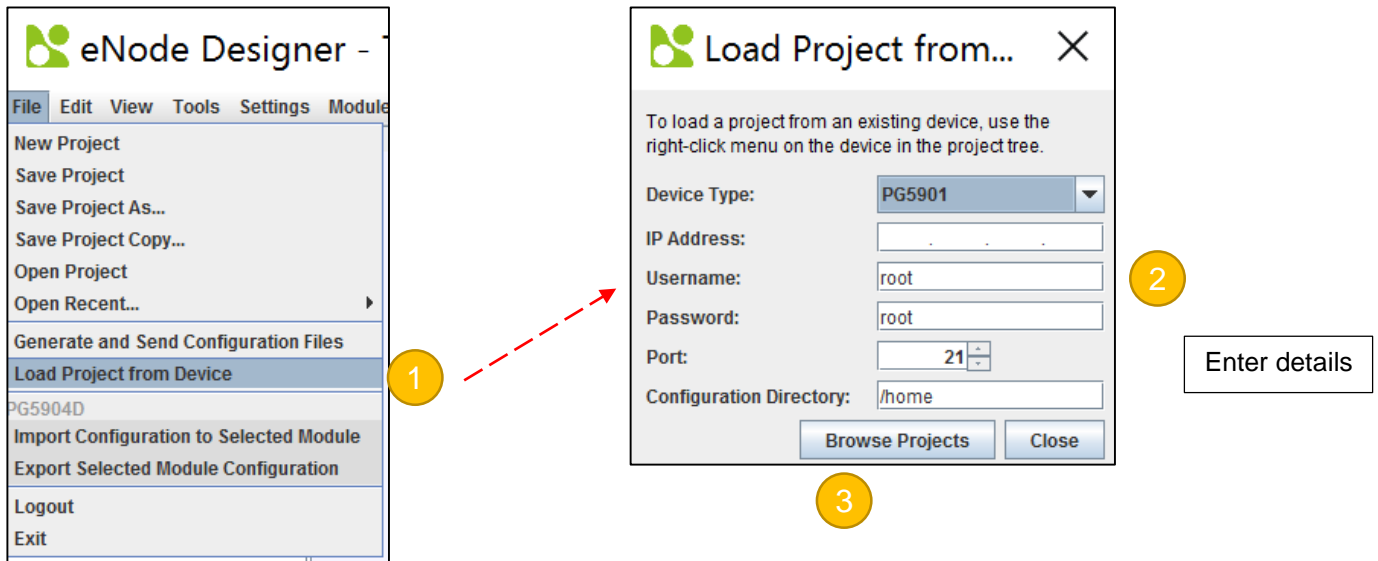 eNode Designer -
File Edit View Tools Settings Module
New Project
Save Project
Save Project As...
Save Project Copy...
Open Project
Open Recent...
Generate and Send Configuration Files
Load Project from Device
PG5904D
Import Configuration to Selected Module
Export Selected Module Configuration
Logout
Exit
1
Load Project from...
To load a project from an existing device, use the
right-click menu on the device in the project tree.
Device Type: PG5901
IP Address: . . .
Username: root
Password: root
Port: 21
Configuration Directory: /home
Browse Projects Close
2
Enter details
3